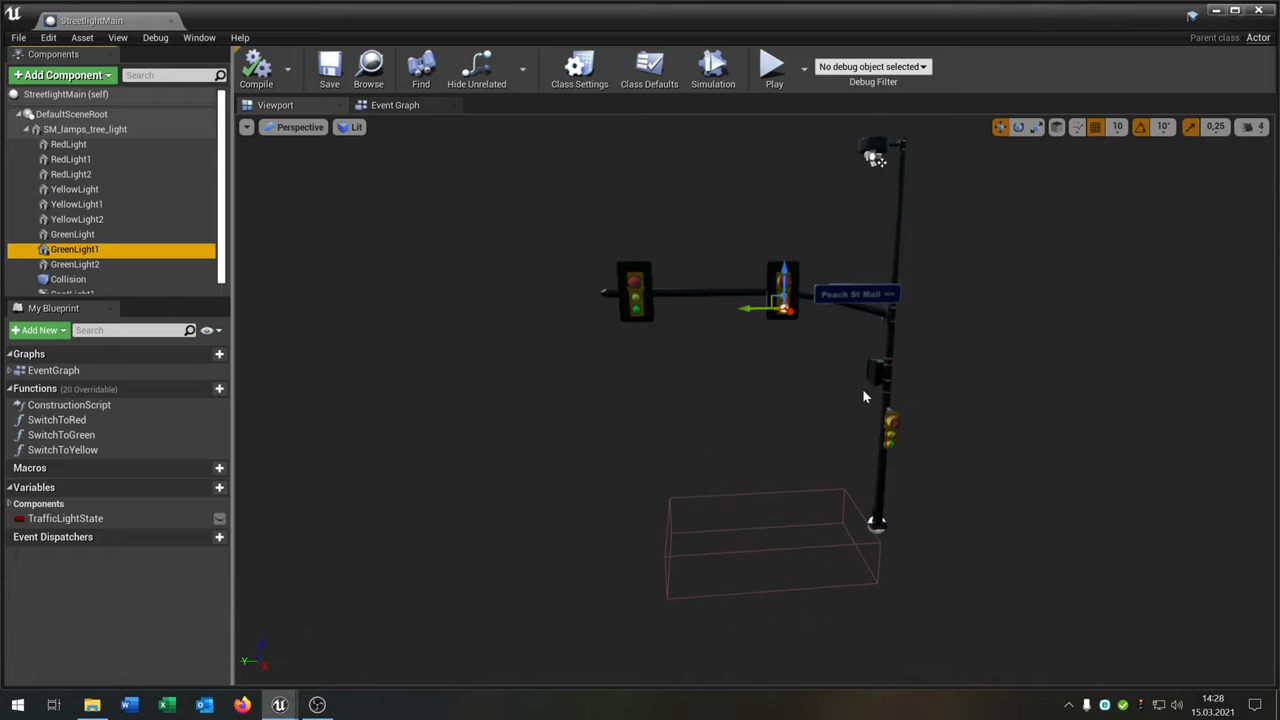 StreetlightMain
File Edit Asset View Debug Window Help
Parent class: Actor
Components
Add Component
Search
StreetlightMain (self)
DefaultSceneRoot
SM_lamps_tree_light
RedLight
RedLight1
RedLight2
YellowLight
YellowLight1
YellowLight2
GreenLight
GreenLight1
GreenLight2
Collision
My Blueprint
Add New
Search
Graphs
EventGraph
Functions (20 Overridable)
ConstructionScript
SwitchToRed
SwitchToGreen
SwitchToYellow
Macros
Variables
Components
TrafficLightState
Event Dispatchers
Compile
Save
Browse
Find
Hide Unrelated
Class Settings
Class Defaults
Simulation
Play
No debug object selected
Debug Filter
Viewport
Event Graph
Perspective
Lit
10
10°
0,25
4
Peach St Mall
Y
X
14:28
15.03.2021